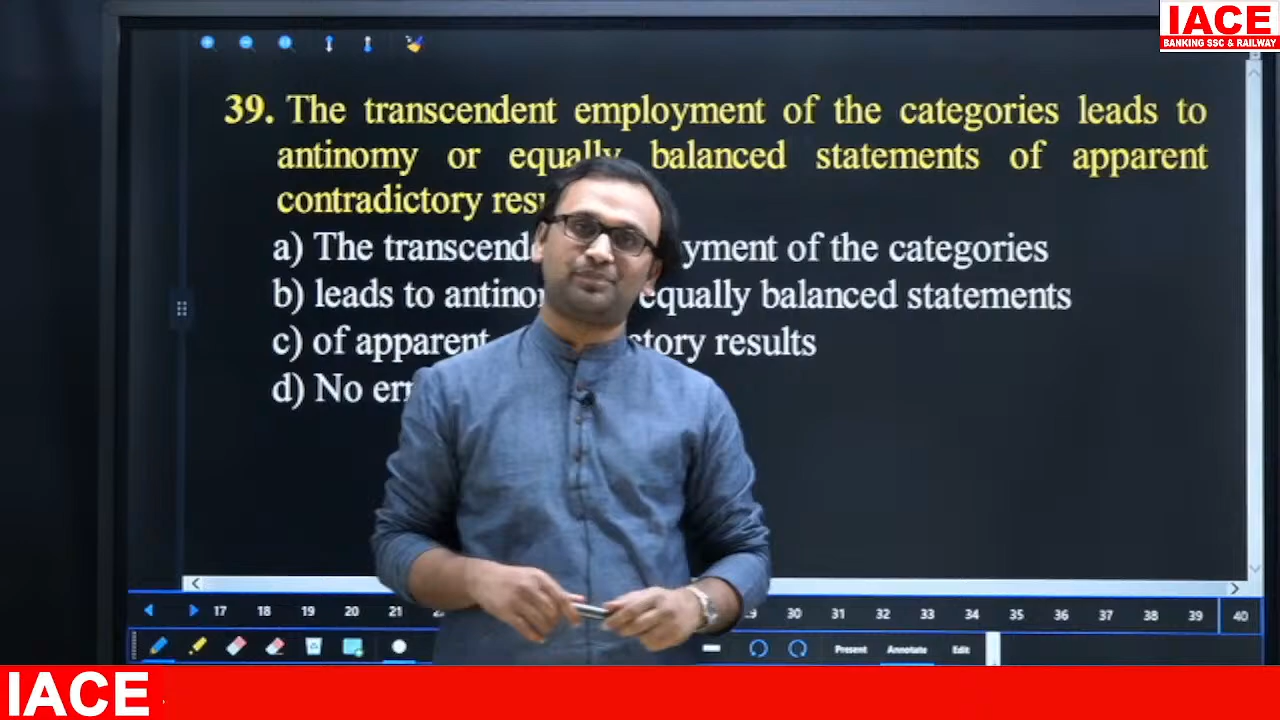 IACE
BANKING SSC & RAILWAY
39. The transcendent employment of the categories leads to
antinomy or equally balanced statements of apparent
contradictory
a) The transcend yment of the categories
b) leads to equally balanced statements
c) of apparent results
d) No
17 18 19 20 21 30 31 32 33 34 35 36 37 38 39 40
Present Annotate Edit
IACE